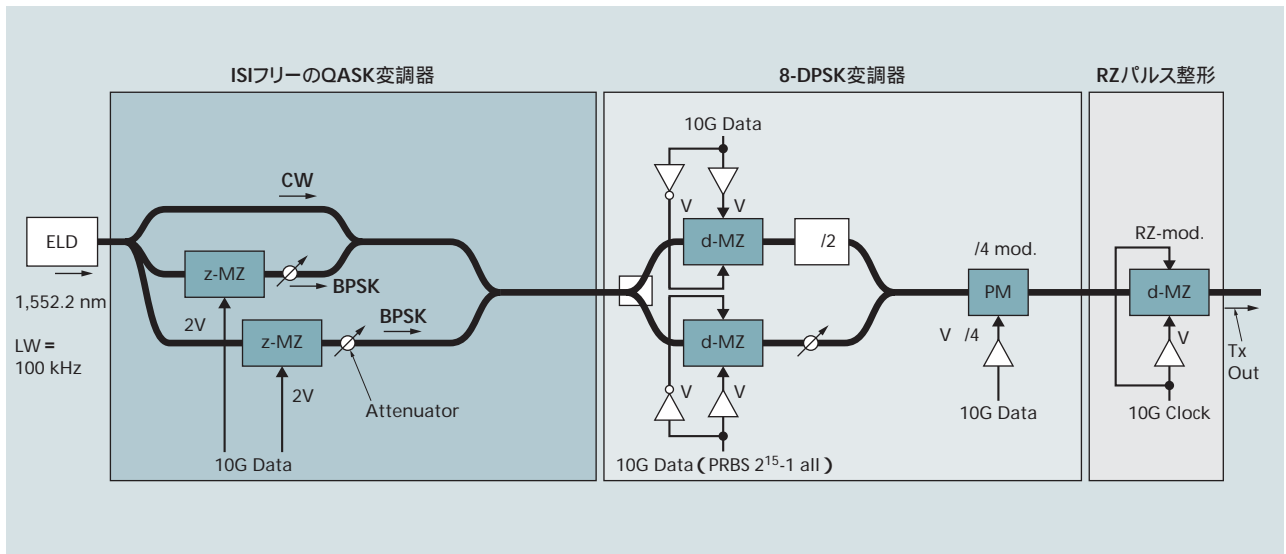 ISIフリーのQASK変調器
8-DPSK変調器
RZパルス整形
ELD
1,552.2 nm
LW =
100 kHz
CW
z-MZ
BPSK
2V
z-MZ
BPSK
2V
Attenuator
10G Data
10G Data
V
V
d-MZ
/2
d-MZ
V
V
10G Data (PRBS 2¹⁵-1 all)
/4 mod.
PM
V /4
10G Data
RZ-mod.
d-MZ
V
10G Clock
Tx
Out